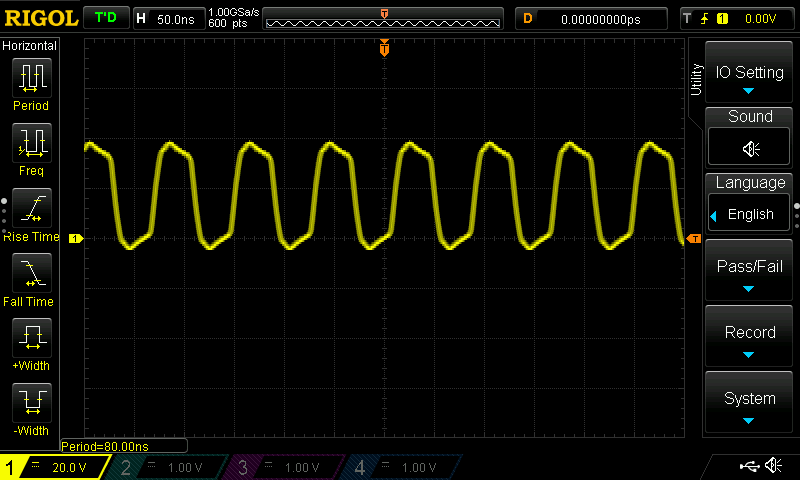 RIGOL T'D H 50.0ns 1.00GSa/s 600 pts T D 0.00000000ps T 1 0.00V
Horizontal
Period
Freq
Rise Time
Fall Time
+Width
-Width
T
1
T
Utility
IO Setting
Sound
Language
English
Pass/Fail
Record
System
Period=80.00ns
1 20.0 V 2 1.00 V 3 1.00 V 4 1.00 V